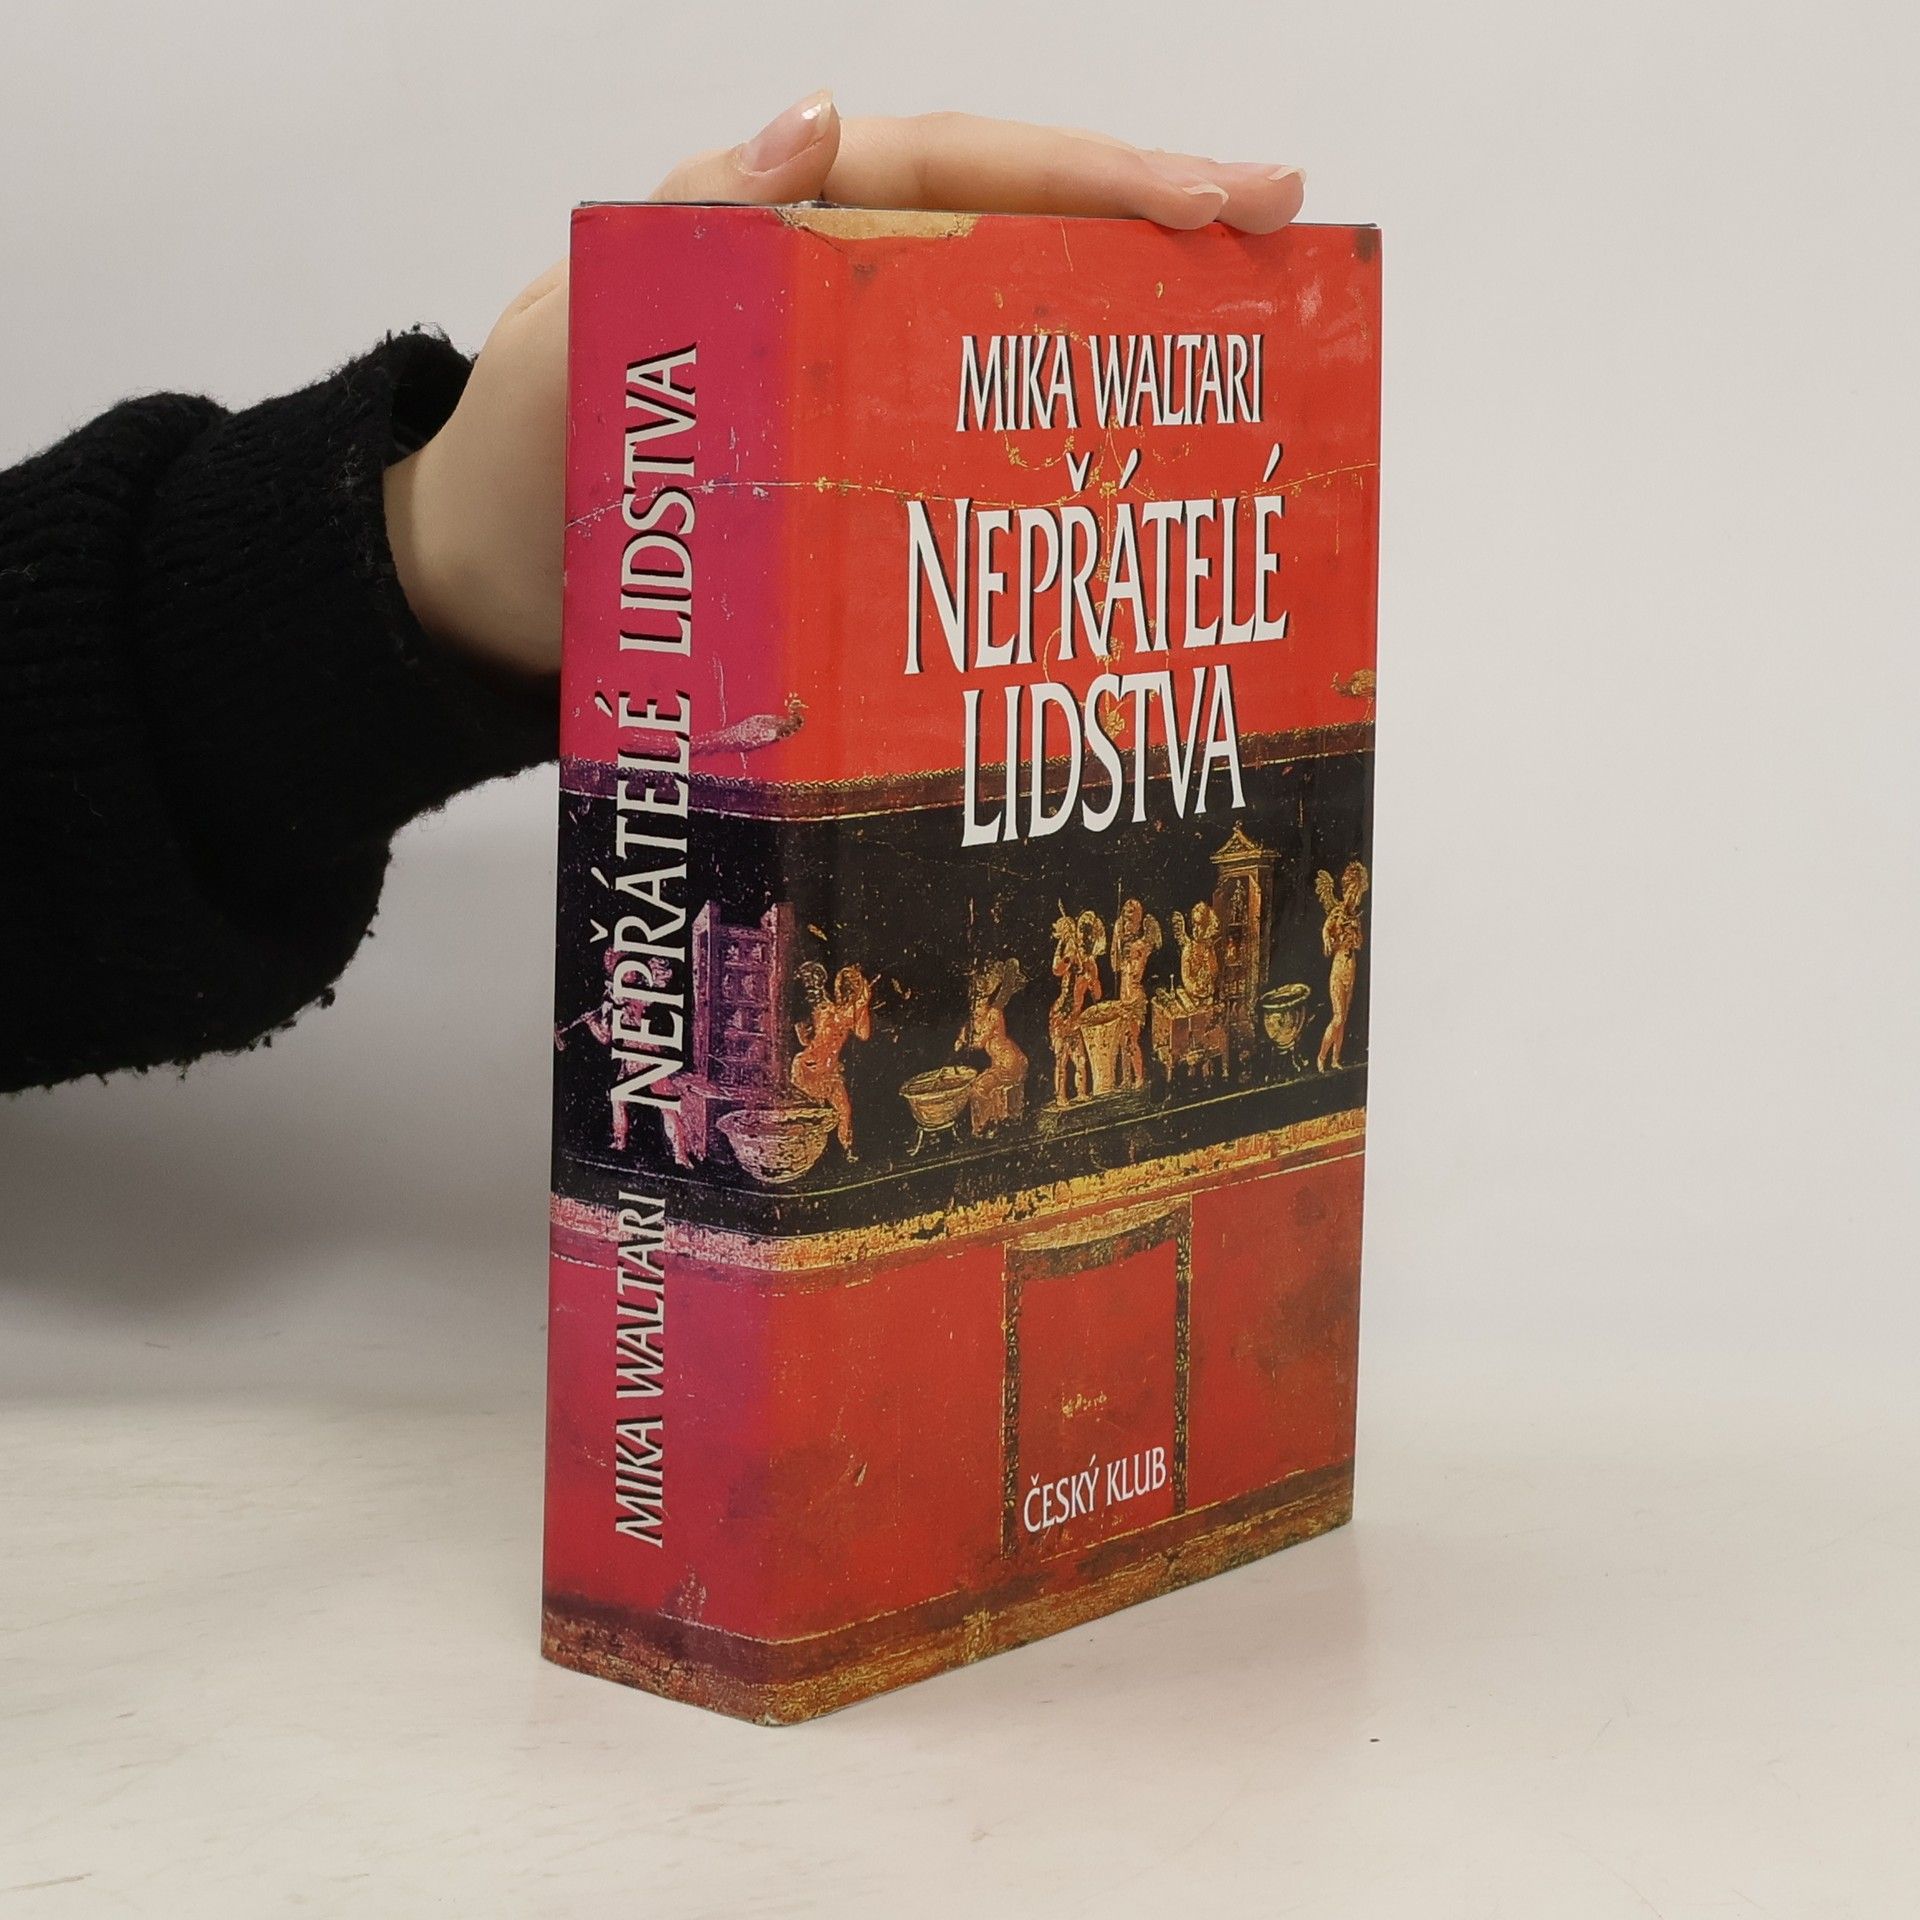 MIKA WALTARI
NEPŘÁTELÉ
LIDSTVA
ČESKÝ KLUB
MIKA WALTARI NEPŘÁTELÉ LIDSTVA